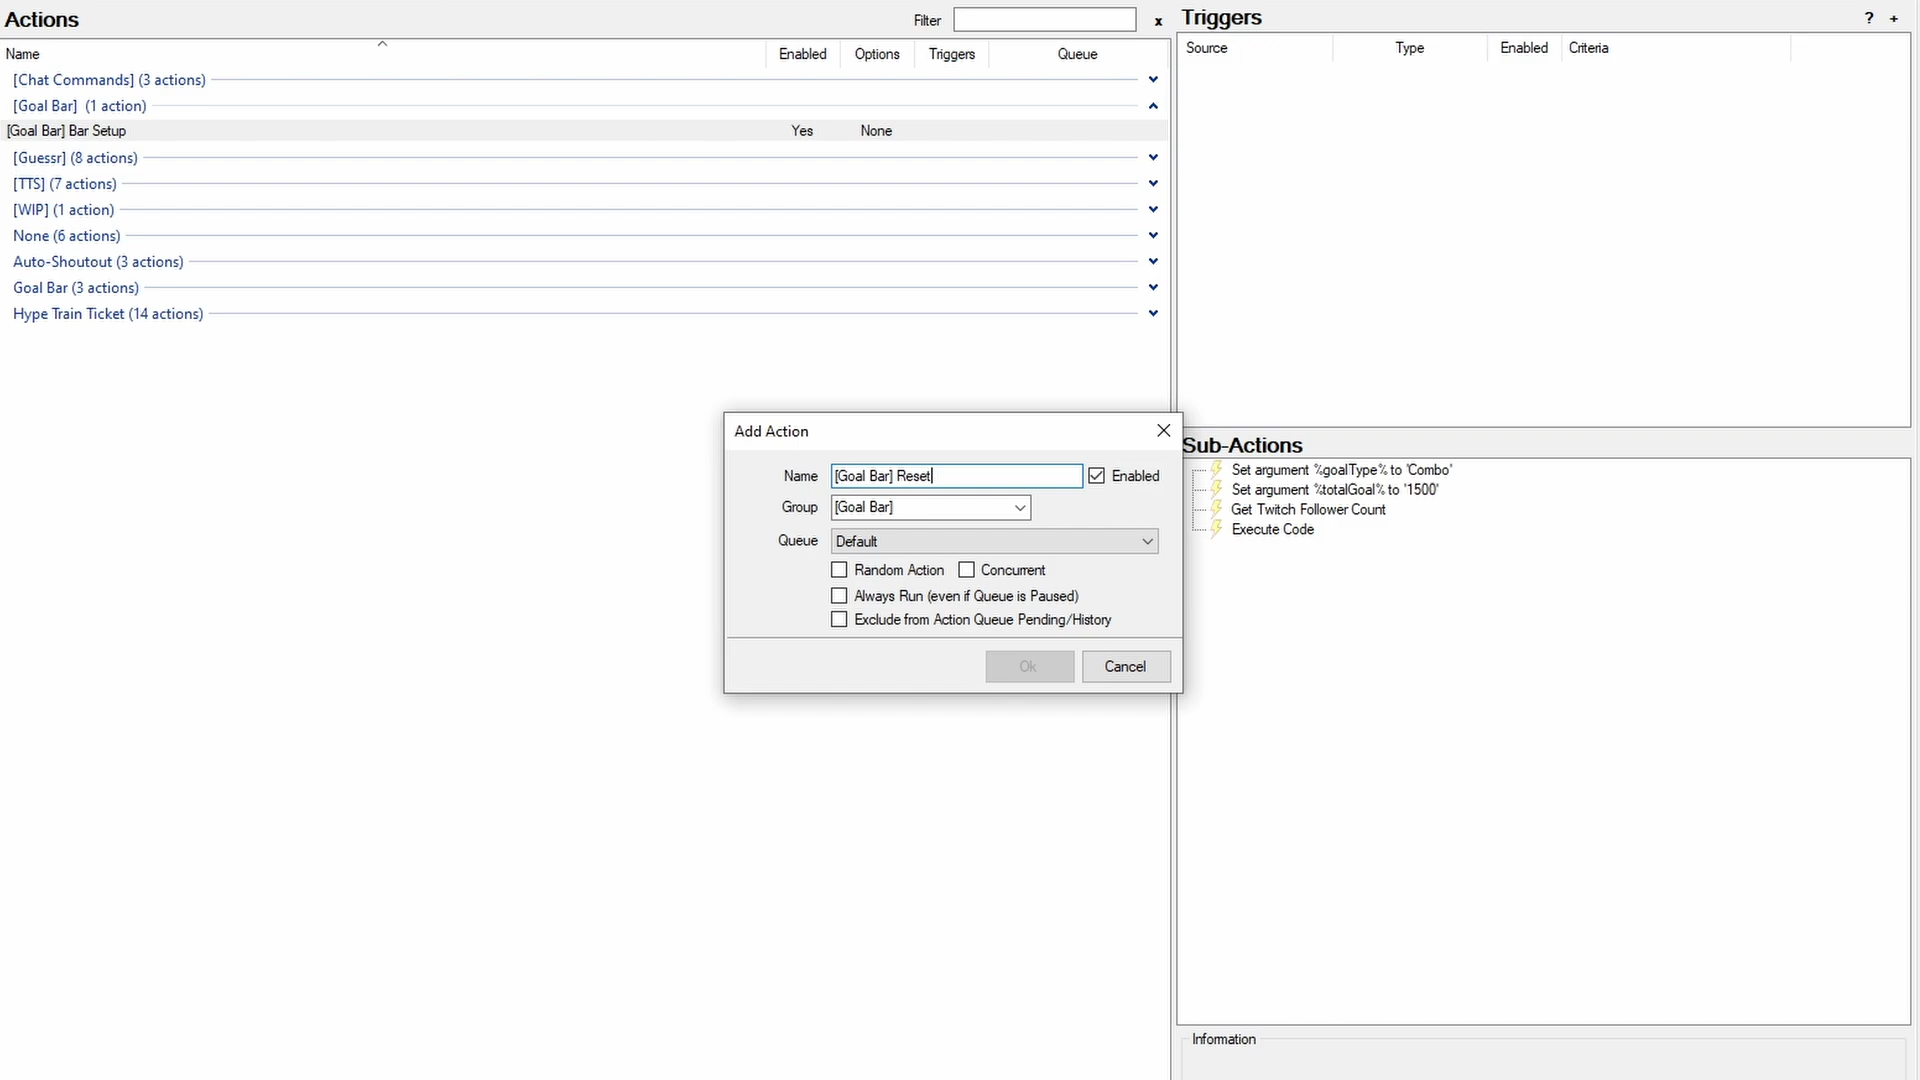 Actions
Filter
x
Name Enabled Options Triggers Queue
[Chat Commands] (3 actions)
[Goal Bar] (1 action)
[Goal Bar] Bar Setup Yes None
[Guessr] (8 actions)
[TTS] (7 actions)
[WIP] (1 action)
None (6 actions)
Auto-Shoutout (3 actions)
Goal Bar (3 actions)
Hype Train Ticket (14 actions)
Triggers
? +
Source Type Enabled Criteria
Add Action
Name [Goal Bar] Reset Enabled
Group [Goal Bar]
Queue Default
Random Action Concurrent
Always Run (even if Queue is Paused)
Exclude from Action Queue Pending/History
Ok Cancel
Sub-Actions
Set argument %goalType% to 'Combo'
Set argument %totalGoal% to '1500'
Get Twitch Follower Count
Execute Code
Information